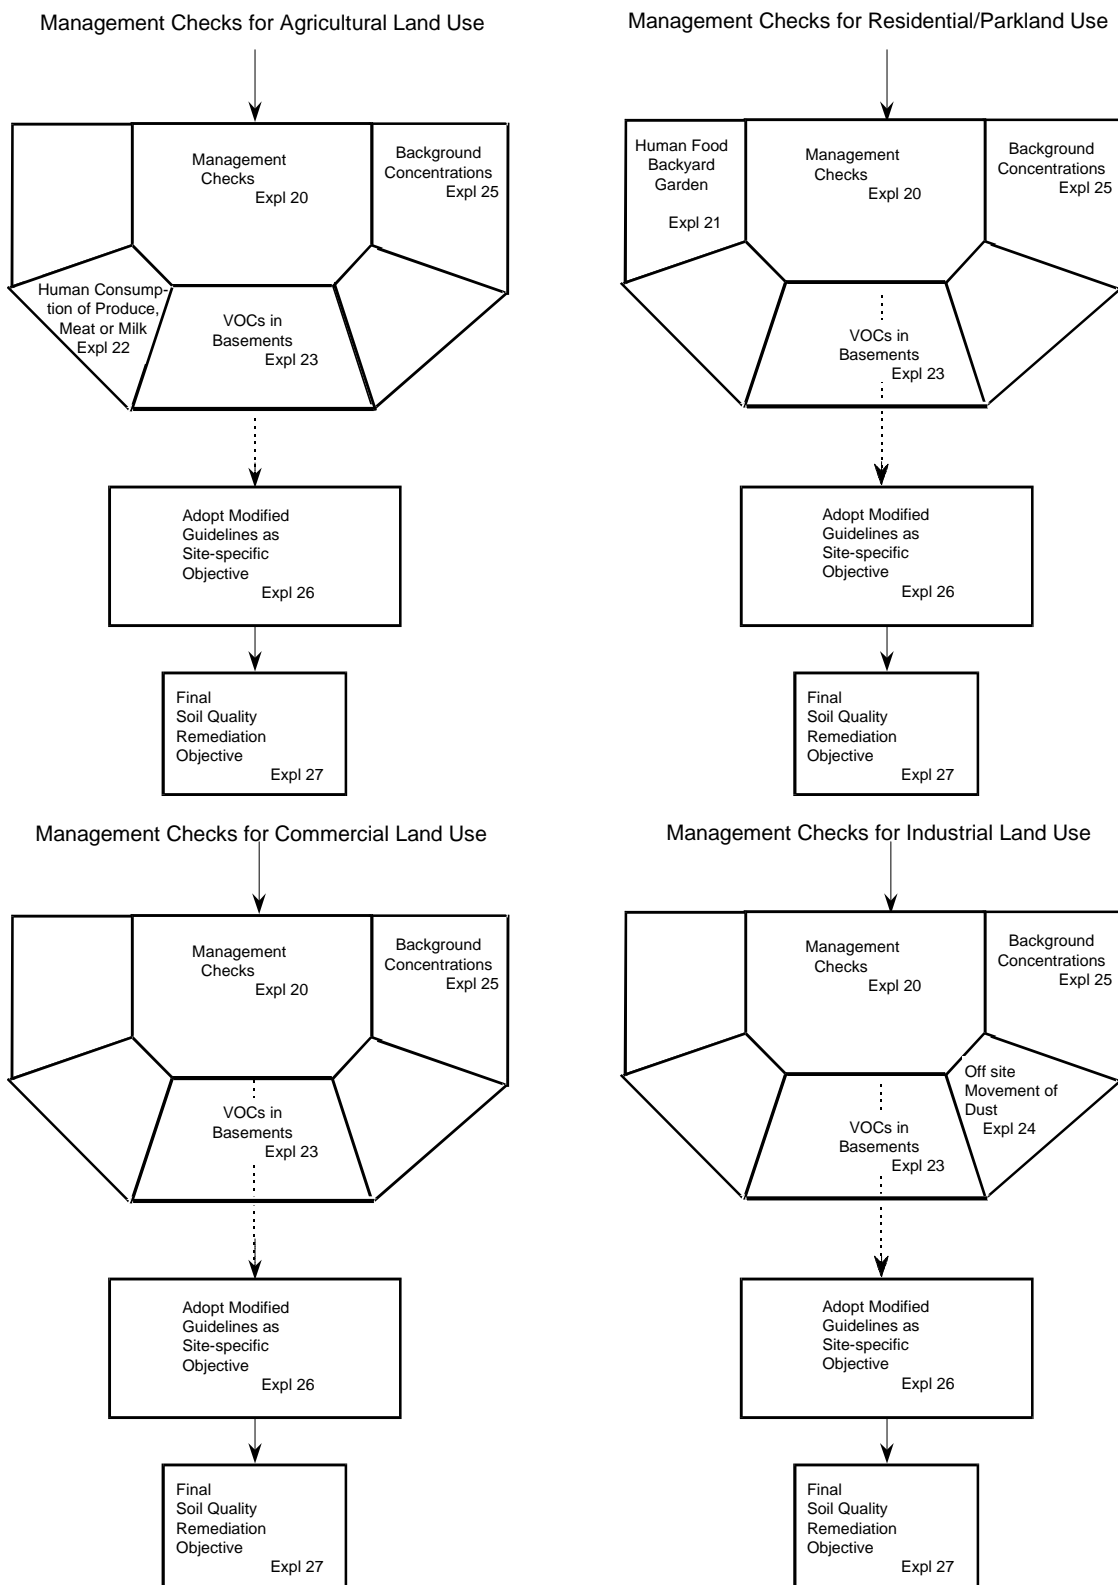 Management Checks for Agricultural Land Use
Management
Checks
Expl 20
Background
Concentrations
Expl 25
Human Consump-
tion of Produce,
Meat or Milk
Expl 22
VOCs in
Basements
Expl 23
Adopt Modified
Guidelines as
Site-specific
Objective
Expl 26
Final
Soil Quality
Remediation
Objective
Expl 27
Management Checks for Residential/Parkland Use
Human Food
Backyard
Garden
Expl 21
Management
Checks
Expl 20
Background
Concentrations
Expl 25
VOCs in
Basements
Expl 23
Adopt Modified
Guidelines as
Site-specific
Objective
Expl 26
Final
Soil Quality
Remediation
Objective
Expl 27
Management Checks for Commercial Land Use
Management
Checks
Expl 20
Background
Concentrations
Expl 25
VOCs in
Basements
Expl 23
Adopt Modified
Guidelines as
Site-specific
Objective
Expl 26
Final
Soil Quality
Remediation
Objective
Expl 27
Management Checks for Industrial Land Use
Management
Checks
Expl 20
Background
Concentrations
Expl 25
VOCs in
Basements
Expl 23
Off site
Movement of
Dust
Expl 24
Adopt Modified
Guidelines as
Site-specific
Objective
Expl 26
Final
Soil Quality
Remediation
Objective
Expl 27